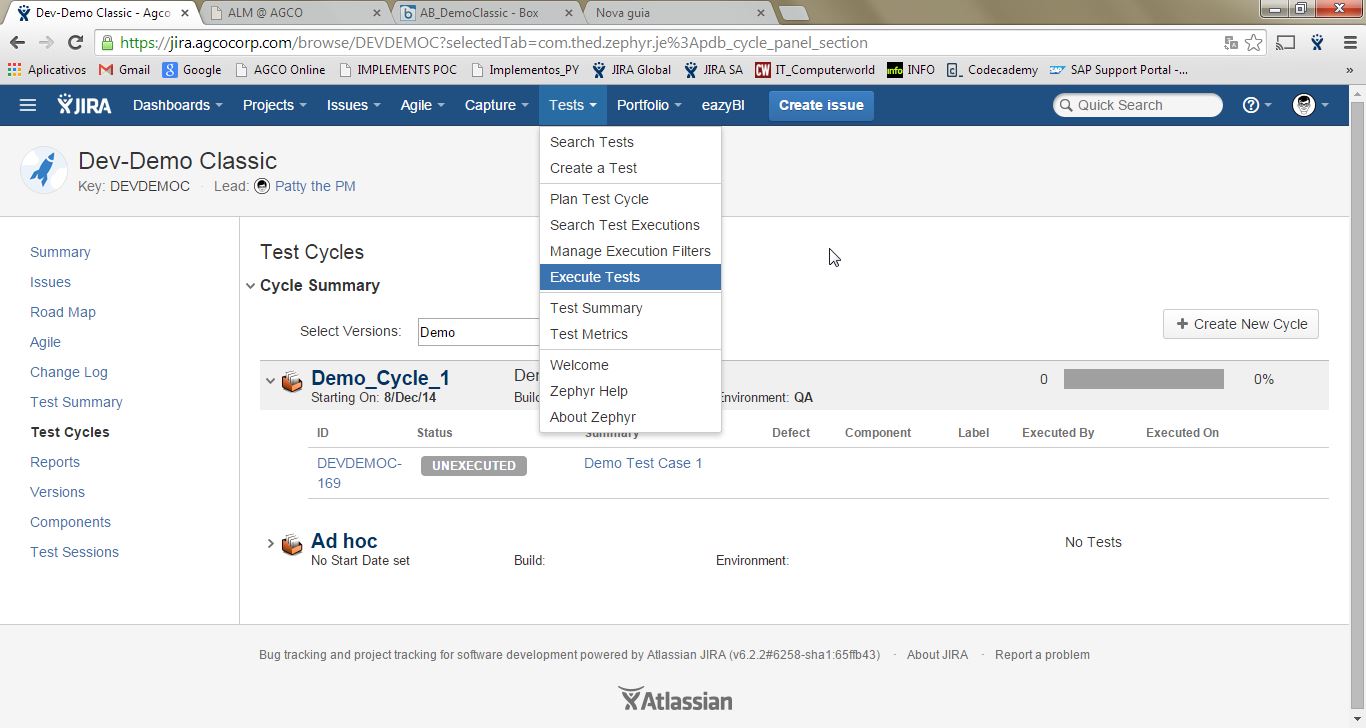 Dev-Demo Classic - Agco
ALM @ AGCO
AB_DemoClassic - Box
Nova guia
https://jira.agcocorp.com/browse/DEVDEMOC?selectedTab=com.thed.zephyr.je%3Apdb_cycle_panel_section
Aplicativos
Gmail
Google
AGCO Online
IMPLEMENTS POC
Implementos_PY
JIRA Global
JIRA SA
CW IT_Computerworld
info INFO
Codecademy
SAP Support Portal -...
»
JIRA
Dashboards
Projects
Issues
Agile
Capture
Tests
Portfolio
eazyBI
Create issue
Quick Search
Search Tests
Create a Test
Plan Test Cycle
Search Test Executions
Manage Execution Filters
Execute Tests
Test Summary
Test Metrics
Welcome
Zephyr Help
About Zephyr
Dev-Demo Classic
Key: DEVDEMOC · Lead: Patty the PM
Summary
Issues
Road Map
Agile
Change Log
Test Summary
Test Cycles
Reports
Versions
Components
Test Sessions
Test Cycles
Cycle Summary
Select Versions: Demo
+ Create New Cycle
Demo_Cycle_1
0 0%
Starting On: 8/Dec/14
Environment: QA
ID Status Summary Defect Component Label Executed By Executed On
DEVDEMOC-
169
UNEXECUTED
Demo Test Case 1
Ad hoc
No Tests
No Start Date set Build: Environment:
Bug tracking and project tracking for software development powered by Atlassian JIRA (v6.2.2#6258-sha1:65ffb43) · About JIRA · Report a problem
Atlassian